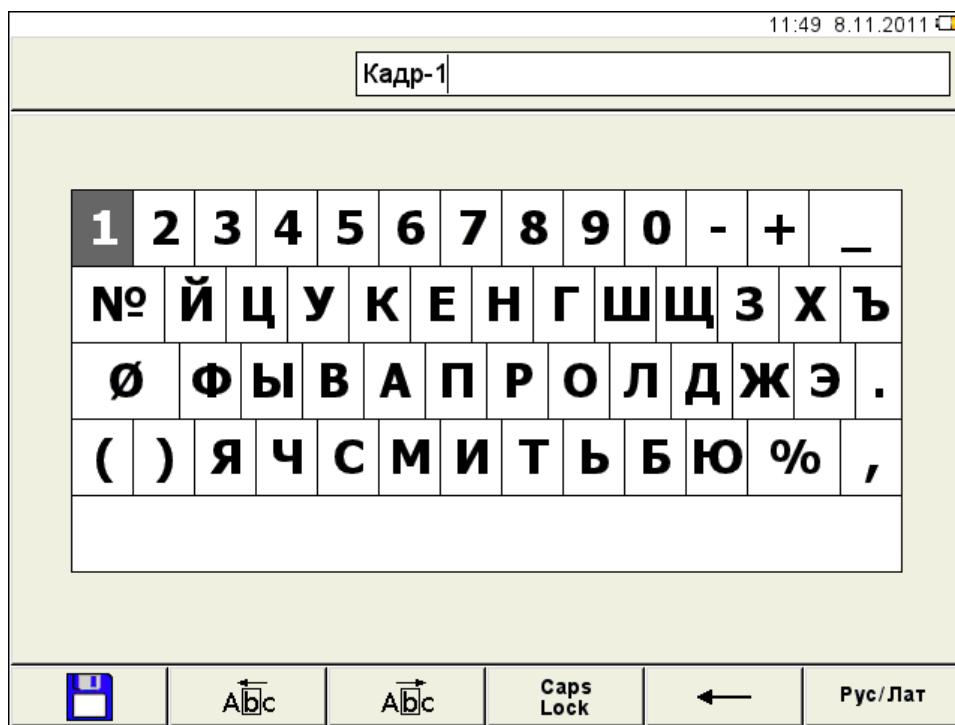 11:49 8.11.2011
Кадр-1
1 2 3 4 5 6 7 8 9 0 - + _
№ Й Ц У К Е Н Г Ш Щ З Х Ъ
Ø Ф Ы В А П Р О Л Д Ж Э .
( ) Я Ч С М И Т Ь Б Ю % ,
Abc Abc Caps Lock ← Рус/Лат